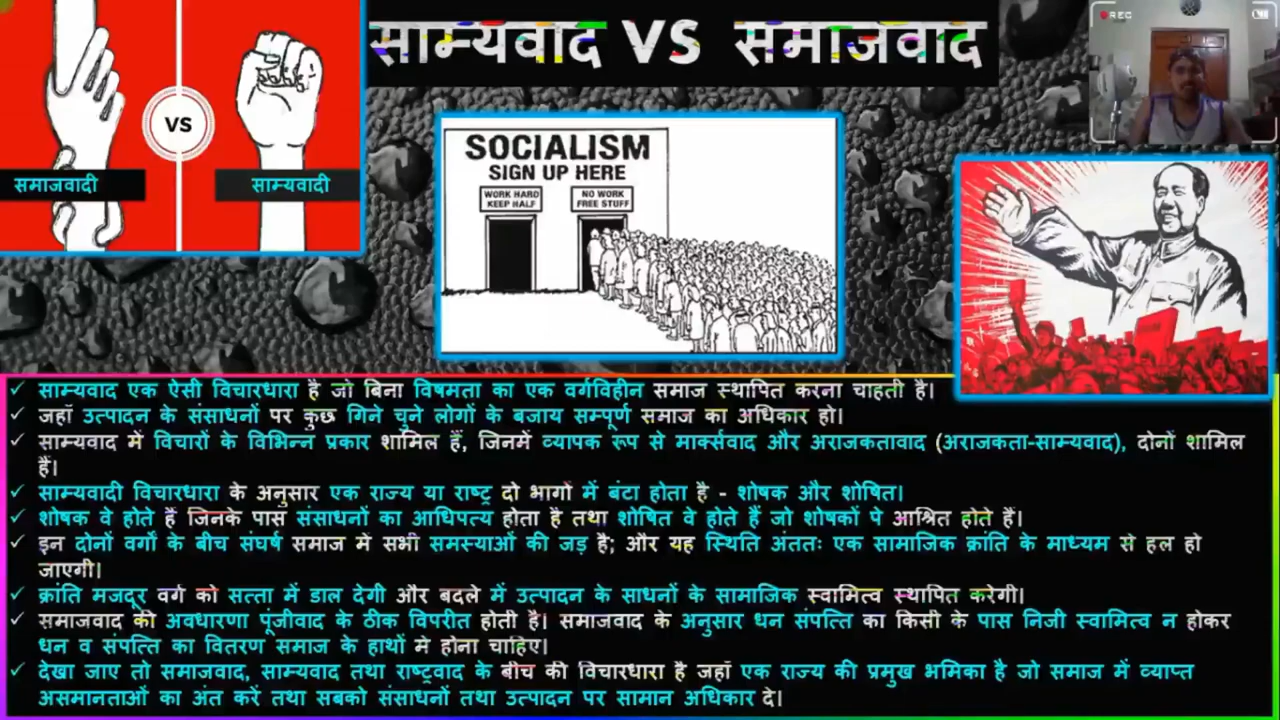 साम्यवाद VS समाजवाद
REC
VS
समाजवादी
साम्यवादी
SOCIALISM
SIGN UP HERE
WORK HARD
KEEP HALF
NO WORK
FREE STUFF
साम्यवाद एक ऐसी विचारधारा है जो बिना विषमता का एक वर्गविहीन समाज स्थापित करना चाहती है।
जहाँ उत्पादन के संसाधनों पर कुछ गिने चुने लोगों के बजाय सम्पूर्ण समाज का अधिकार हो।
साम्यवाद में विचारों के विभिन्न प्रकार शामिल हैं, जिनमें व्यापक रूप से मार्क्सवाद और अराजकतावाद (अराजकता-साम्यवाद), दोनों शामिल
हैं।
साम्यवादी विचारधारा के अनुसार एक राज्य या राष्ट्र दो भागों में बंटा होता है - शोषक और शोषित।
शोषक वे होते हैं जिनके पास संसाधनों का आधिपत्य होता है तथा शोषित वे होते हैं जो शोषकों पे आश्रित होते हैं।
इन दोनों वर्गों के बीच संघर्ष समाज में सभी समस्याओं की जड़ है; और यह स्थिति अंततः एक सामाजिक क्रांति के माध्यम से हल हो
जाएगी।
क्रांति मजदूर वर्ग को सत्ता में डाल देगी और बदले में उत्पादन के साधनों के सामाजिक स्वामित्व स्थापित करेगी।
समाजवाद की अवधारणा पूंजीवाद के ठीक विपरीत होती है। समाजवाद के अनुसार धन संपत्ति का किसी के पास निजी स्वामित्व न होकर
धन व संपत्ति का वितरण समाज के हाथों मे होना चाहिए।
देखा जाए तो समाजवाद, साम्यवाद तथा राष्ट्रवाद के बीच की विचारधारा है जहाँ एक राज्य की प्रमुख भमिका है जो समाज में व्याप्त
असमानताओं का अंत करें तथा सबको संसाधनों तथा उत्पादन पर सामान अधिकार दे।